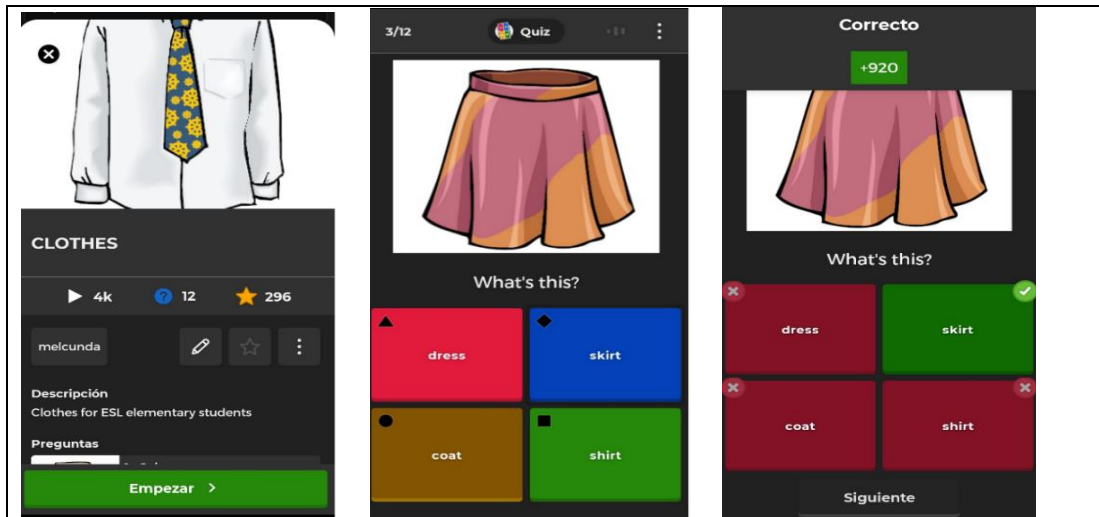 CLOTHES
4k
? 12
296
melcunda
Descripción
Clothes for ESL elementary students
Preguntas
Empezar >
3/12
Quiz
What's this?
dress
skirt
coat
shirt
Correcto
+920
What's this?
dress
skirt
coat
shirt
Siguiente